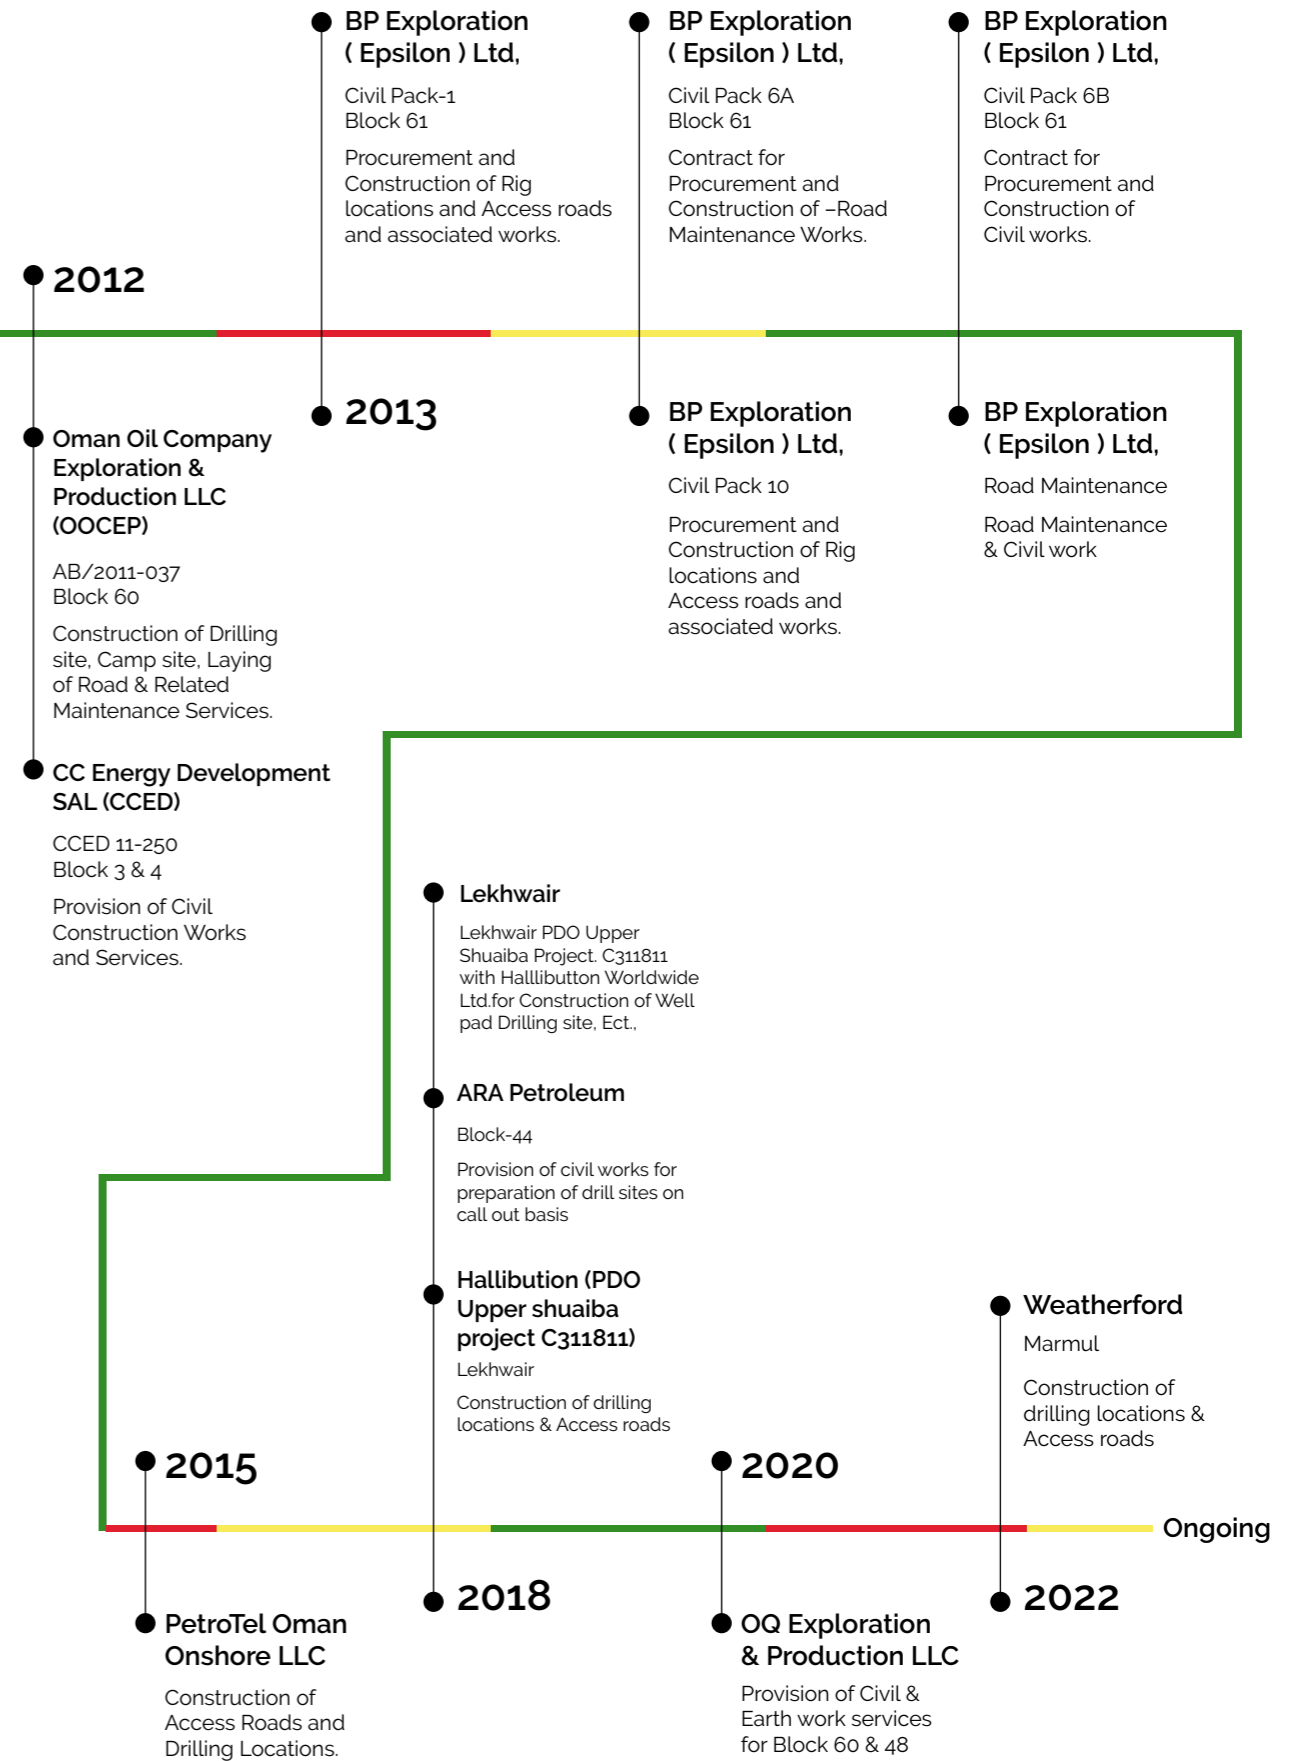 2012
Oman Oil Company
Exploration &
Production LLC
(OOCEP)
AB/2011-037
Block 60
Construction of Drilling
site, Camp site, Laying
of Road & Related
Maintenance Services.
CC Energy Development
SAL (CCED)
CCED 11-250
Block 3 & 4
Provision of Civil
Construction Works
and Services.
BP Exploration
( Epsilon ) Ltd,
Civil Pack-1
Block 61
Procurement and
Construction of Rig
locations and Access roads
and associated works.
2013
BP Exploration
( Epsilon ) Ltd,
Civil Pack 6A
Block 61
Contract for
Procurement and
Construction of –Road
Maintenance Works.
BP Exploration
( Epsilon ) Ltd,
Civil Pack 10
Procurement and
Construction of Rig
locations and
Access roads and
associated works.
BP Exploration
( Epsilon ) Ltd,
Civil Pack 6B
Block 61
Contract for
Procurement and
Construction of
Civil works.
BP Exploration
( Epsilon ) Ltd,
Road Maintenance
Road Maintenance
& Civil work
2015
PetroTel Oman
Onshore LLC
Construction of
Access Roads and
Drilling Locations.
Lekhwair
Lekhwair PDO Upper
Shuaiba Project. C311811
with Halllibutton Worldwide
Ltd.for Construction of Well
pad Drilling site, Ect.,
ARA Petroleum
Block-44
Provision of civil works for
preparation of drill sites on
call out basis
Hallibution (PDO
Upper shuaiba
project C311811)
Lekhwair
Construction of drilling
locations & Access roads
2018
2020
OQ Exploration
& Production LLC
Provision of Civil &
Earth work services
for Block 60 & 48
Weatherford
Marmul
Construction of
drilling locations &
Access roads
2022
Ongoing